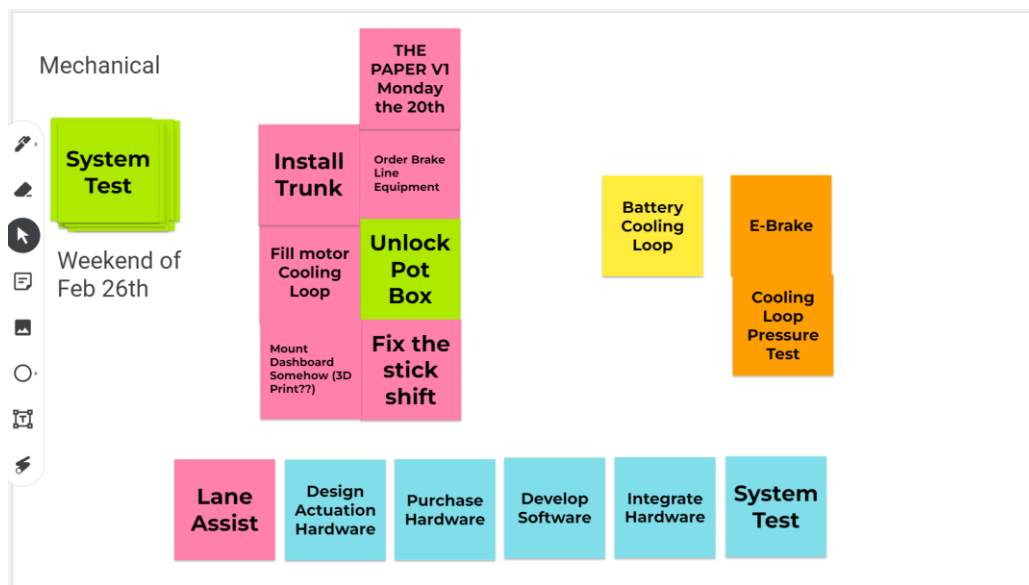 Mechanical
THE
PAPER V1
Monday
the 20th
System
Test
Install
Trunk
Order Brake
Line
Equipment
Battery
Cooling
Loop
E-Brake
Weekend of
Feb 26th
Fill motor
Cooling
Loop
Unlock
Pot
Box
Cooling
Loop
Pressure
Test
Mount
Dashboard
Somehow (3D
Print??)
Fix the
stick
shift
Lane
Assist
Design
Actuation
Hardware
Purchase
Hardware
Develop
Software
Integrate
Hardware
System
Test